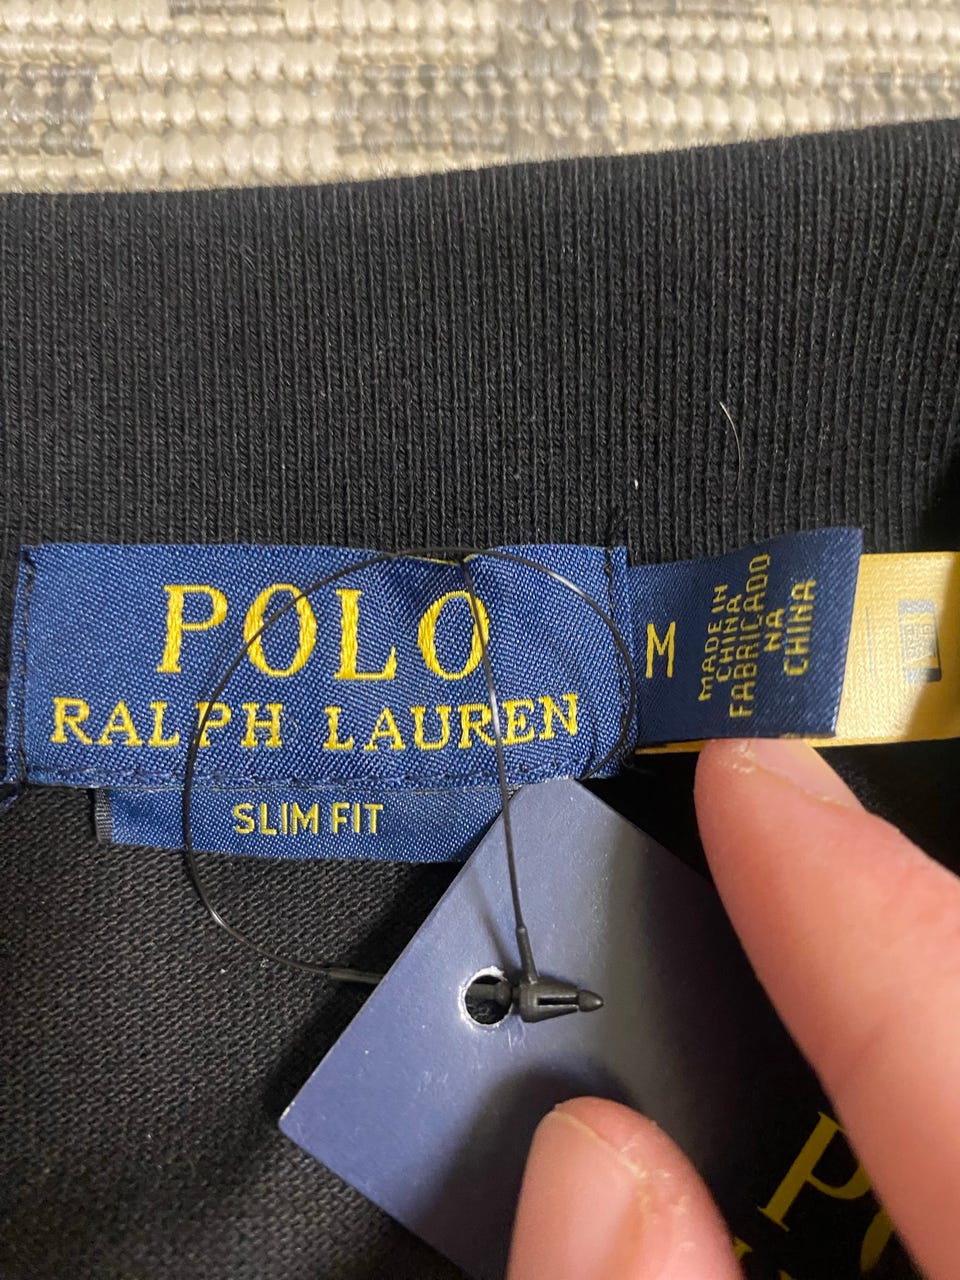 POLO
RALPH LAUREN
SLIM FIT
M
MADE IN
CHINA
FABRICADO
NA
CHINA
P